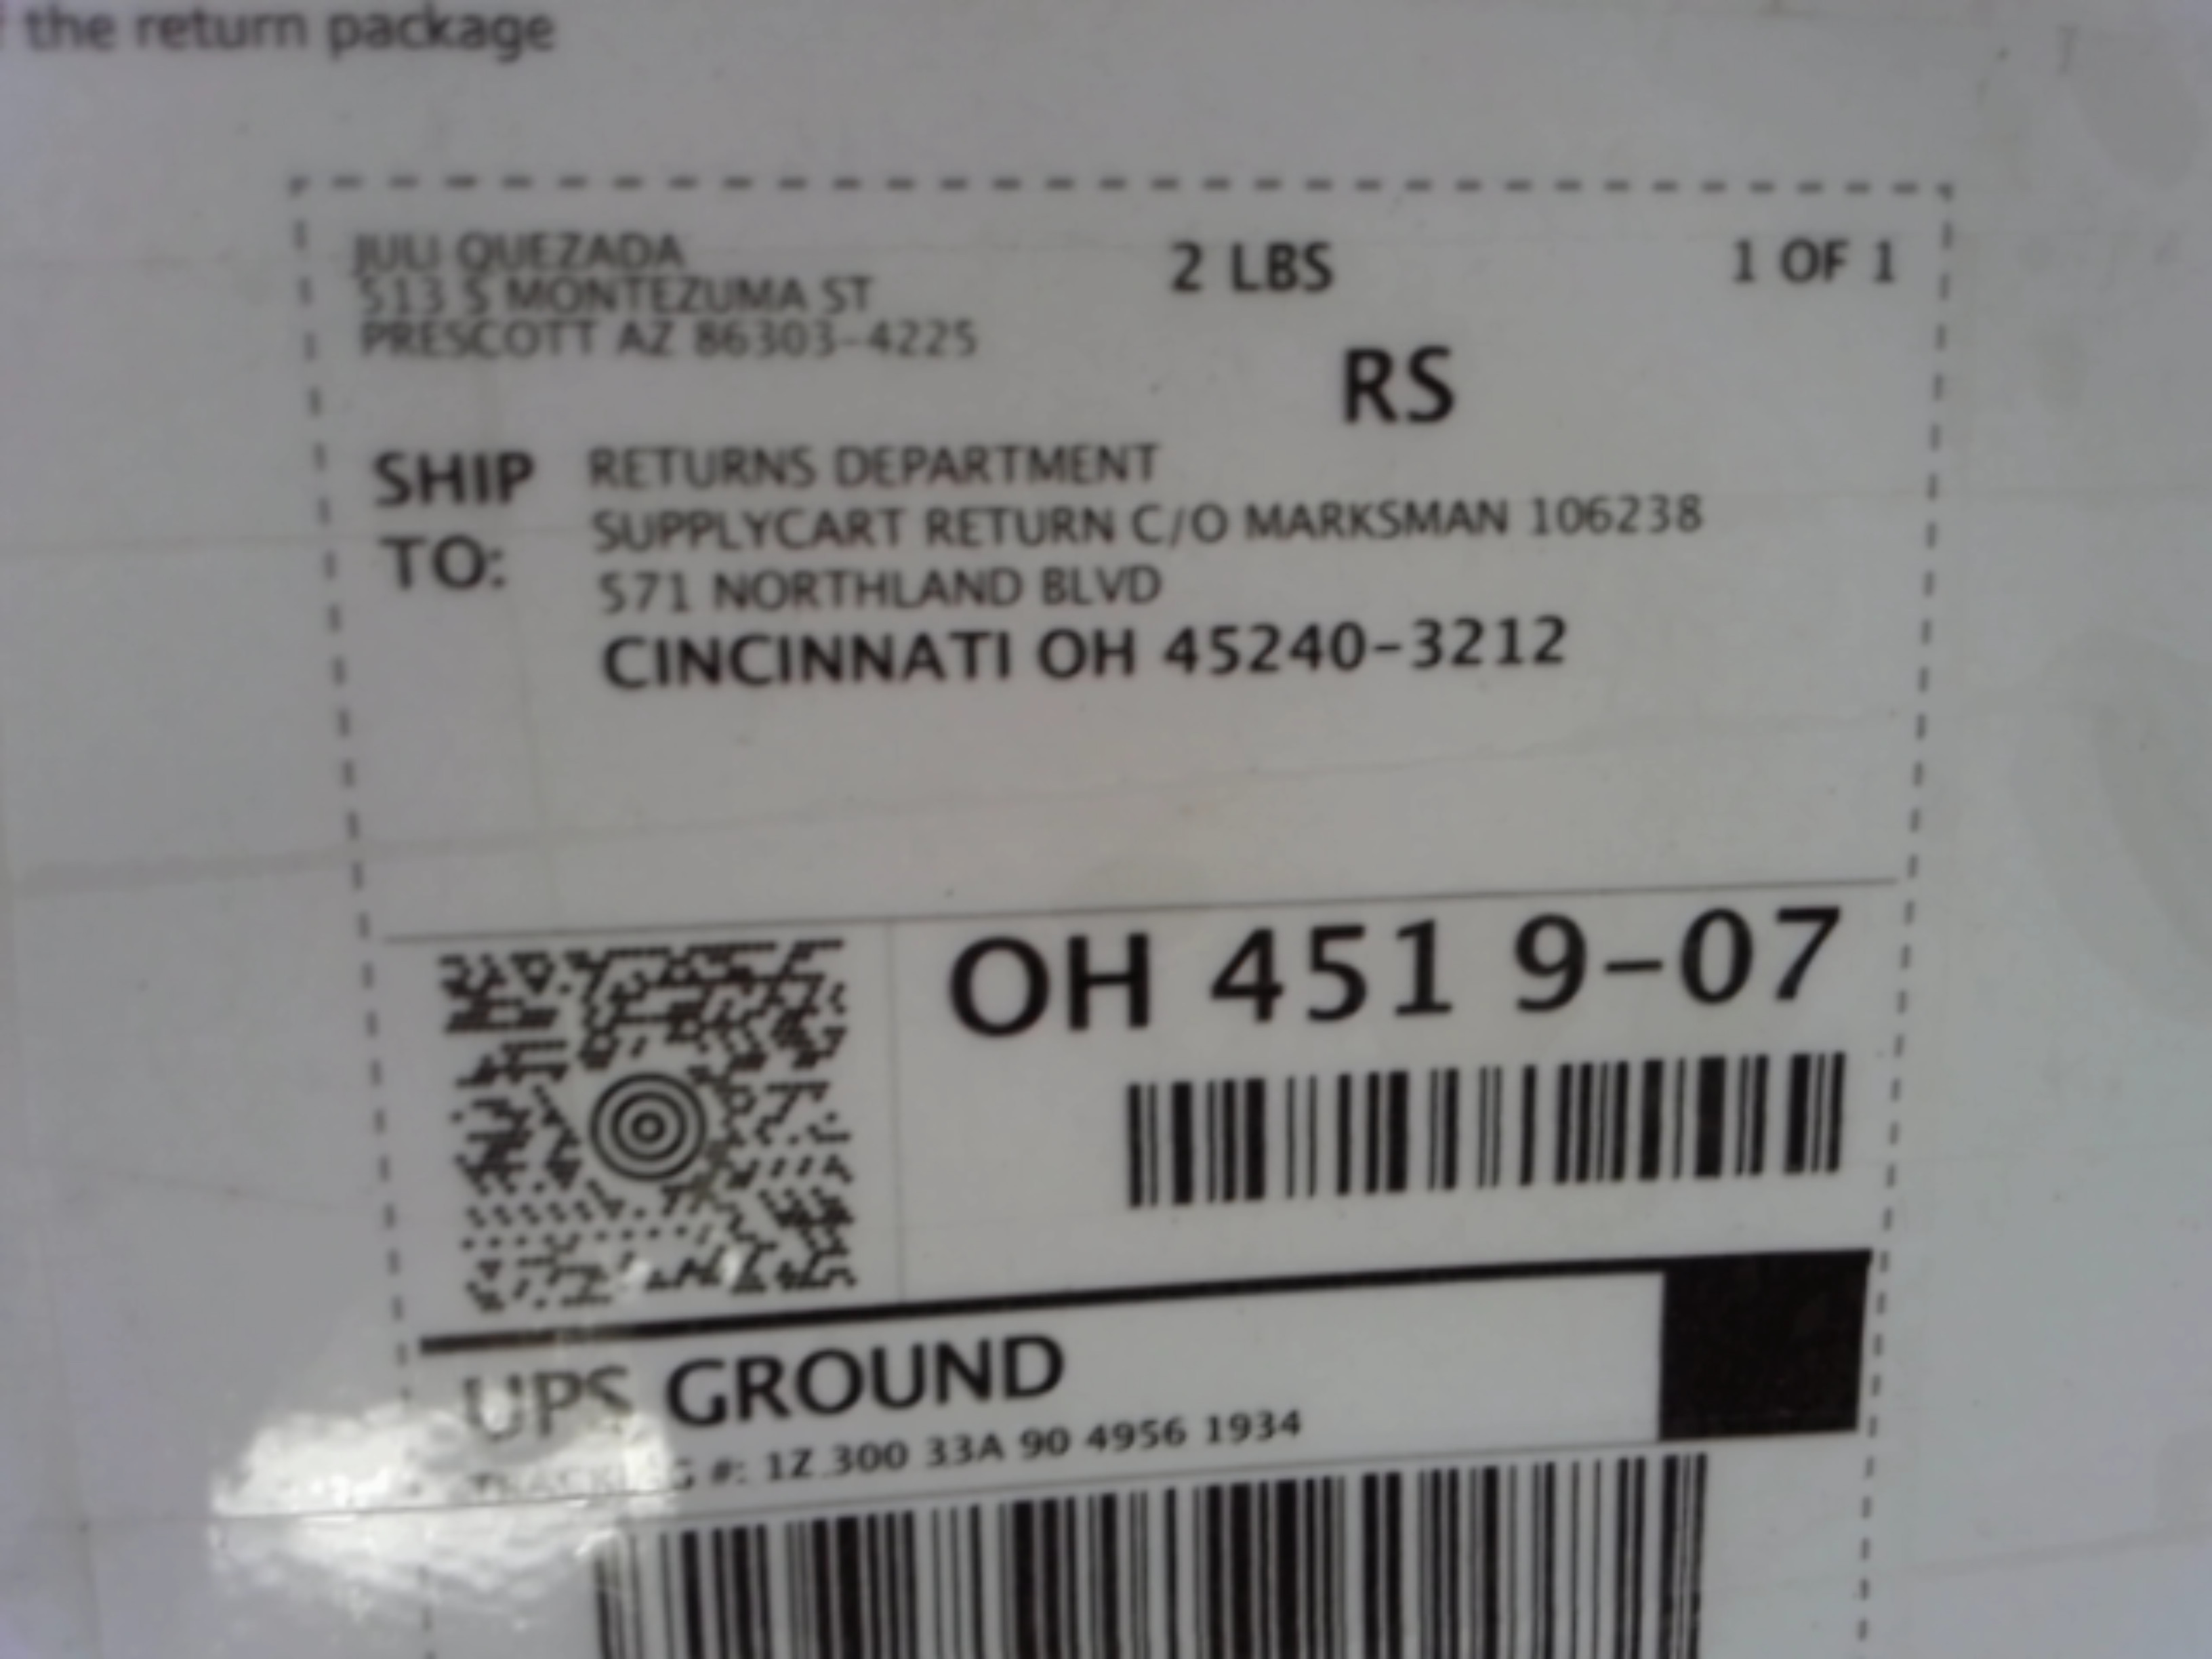 the return package
JULI QUEZADA
513 S MONTEZUMA ST
PRESCOTT AZ 86303-4225
2 LBS
1 OF 1
RS
SHIP TO:
RETURNS DEPARTMENT
SUPPLYCART RETURN C/O MARKSMAN 106238
571 NORTHLAND BLVD
CINCINNATI OH 45240-3212
OH 451 9-07
UPS GROUND
TRACKING #: 1Z 300 33A 90 4956 1934